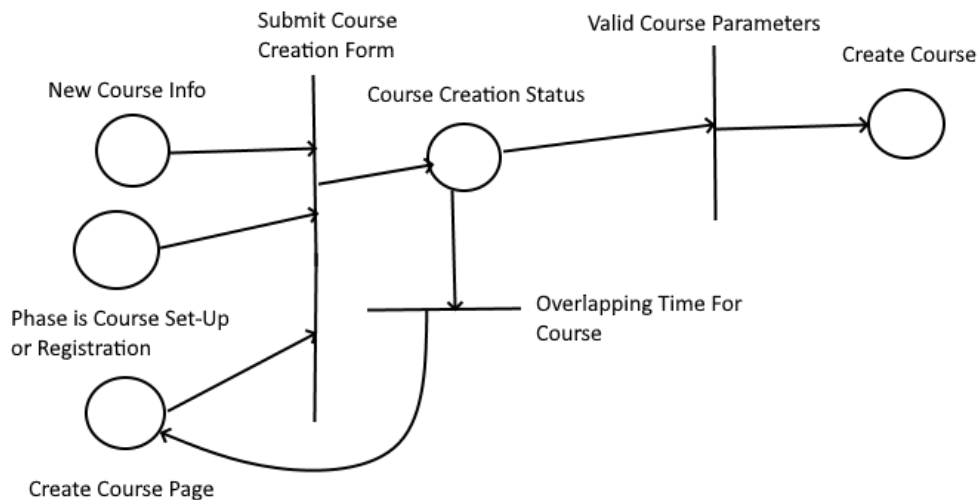 Submit Course
Creation Form
Valid Course Parameters
Create Course
New Course Info
Course Creation Status
Phase is Course Set-Up
or Registration
Overlapping Time For
Course
Create Course Page